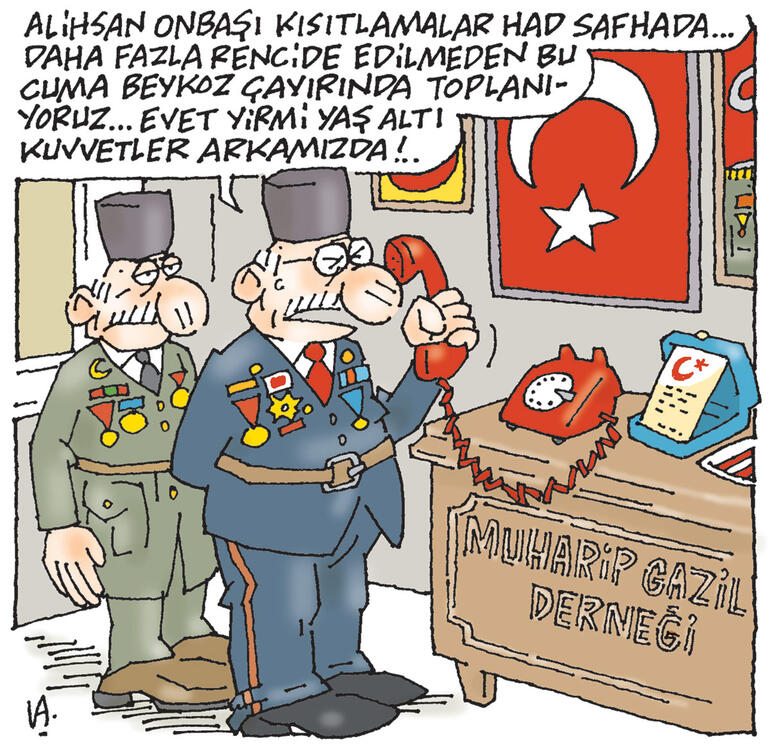 ALİHSAN ONBAŞI KISITLAMALAR HAD SAFHADA...
DAHA FAZLA RENCİDE EDİLMEDEN BU
CUMA BEYKOZ ÇAYIRINDA TOPLANI-
YORUZ... EVET YİRMİ YAŞ ALTI
KUVVETLER ARKAMIZDA!..
MUHARİP GAZİL
DERNEĞİ